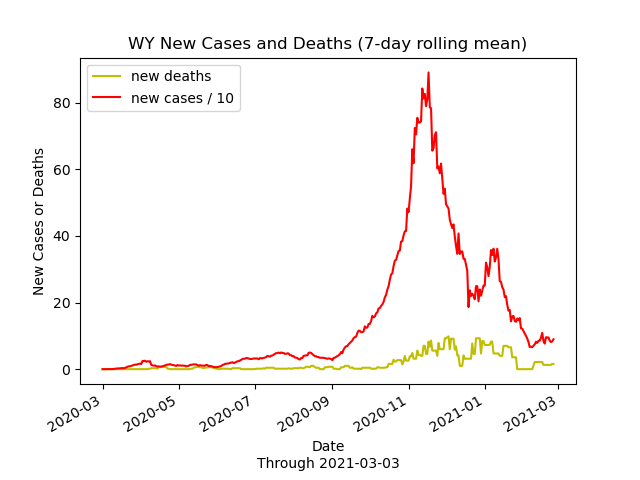 WY New Cases and Deaths (7-day rolling mean)
new deaths
new cases / 10
New Cases or Deaths
80
60
40
20
0
2020-03
2020-05
2020-07
2020-09
2020-11
2021-01
2021-03
Date
Through 2021-03-03